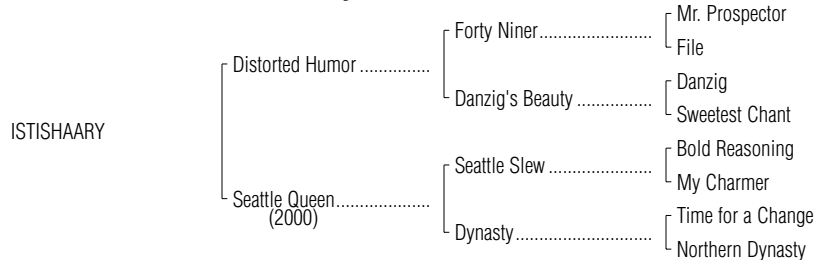 Mr. Prospector
Forty Niner........................
File
Distorted Humor ...............
Danzig
Danzig's Beauty ................
Sweetest Chant
ISTISHAARY
Bold Reasoning
Seattle Slew ......................
My Charmer
Seattle Queen....................
(2000)
Time for a Change
Dynasty.............................
Northern Dynasty